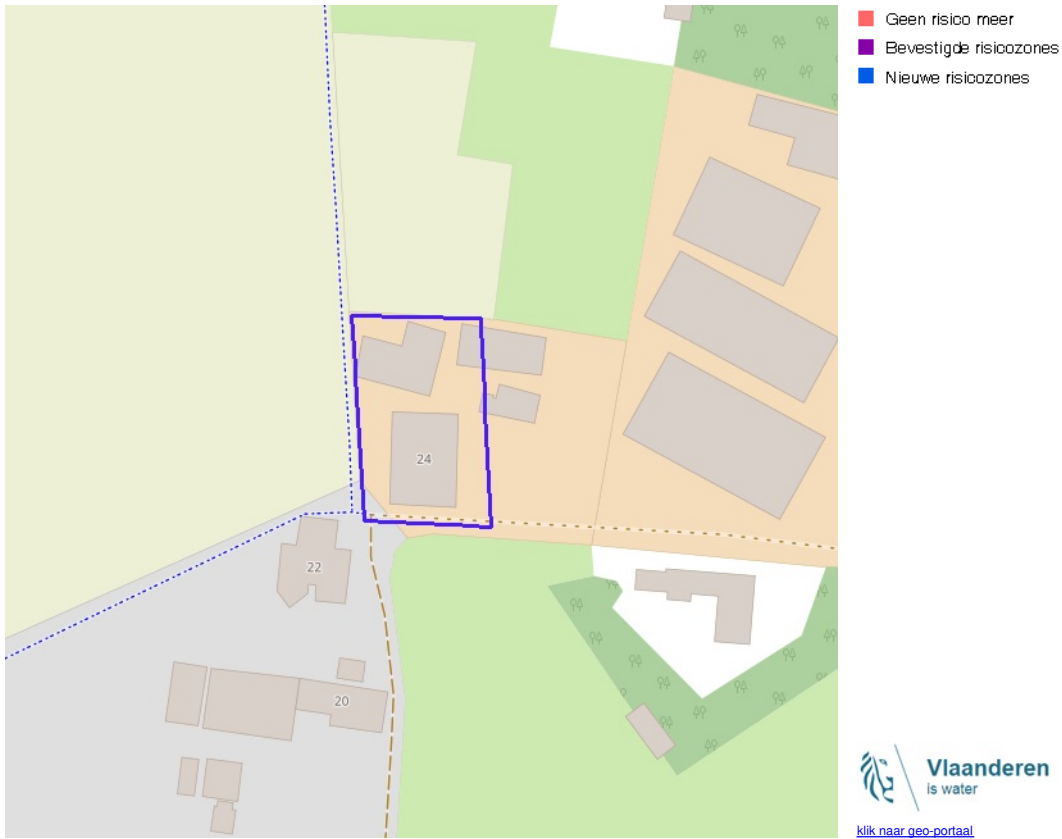 Geen risico meer
Bevestigde risicozones
Nieuwe risicozones
24
22
20
Vlaanderen
is water
klik naar geo-portaal